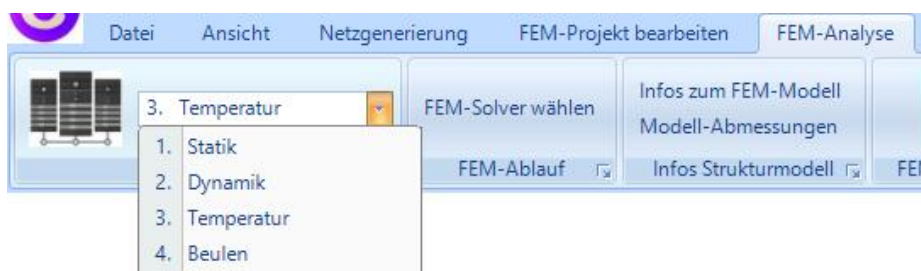 Datei Ansicht Netzgenerierung FEM-Projekt bearbeiten FEM-Analyse
3. Temperatur
FEM-Solver wählen
Infos zum FEM-Modell
Modell-Abmessungen
FEM-Ablauf Infos Strukturmodell
1. Statik
2. Dynamik
3. Temperatur
4. Beulen